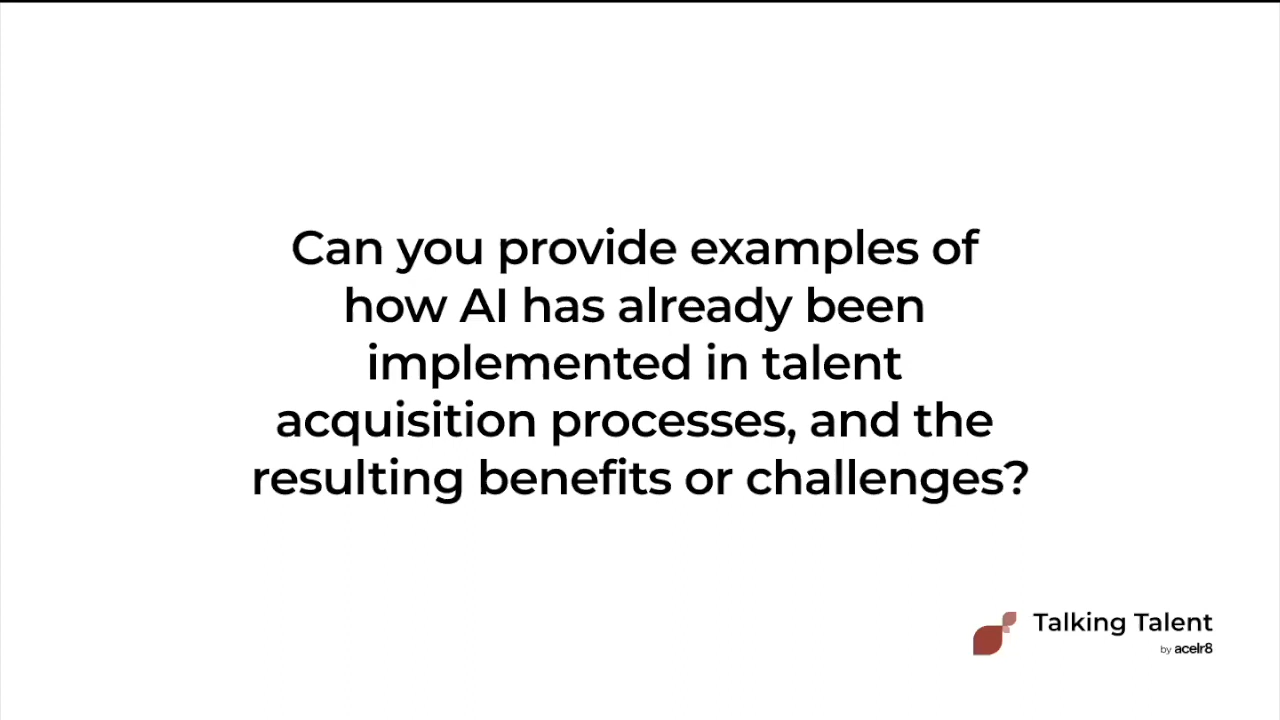 Can you provide examples of
how AI has already been
implemented in talent
acquisition processes, and the
resulting benefits or challenges?
Talking Talent
by acelr8